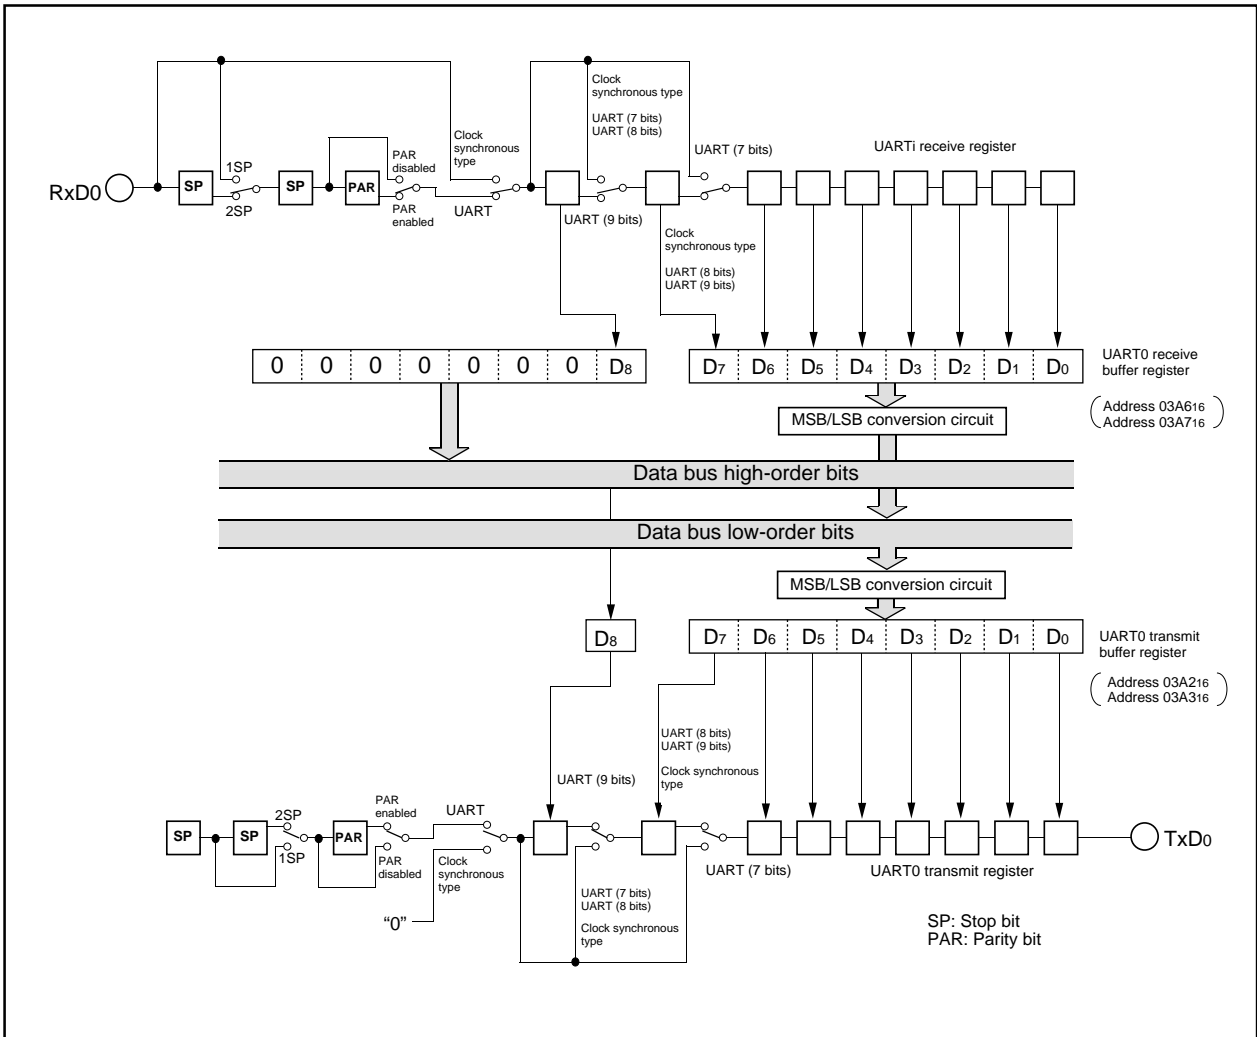 Clock
synchronous type
UART (7 bits)
UART (8 bits)
Clock
synchronous
type
UART (7 bits)
UARTi receive register
PAR
disabled
1SP
RxD0
SP
SP
PAR
2SP
PAR
enabled
UART
UART (9 bits)
Clock
synchronous type
UART (8 bits)
UART (9 bits)
0 0 0 0 0 0 0 D8
D7 D6 D5 D4 D3 D2 D1 D0
UART0 receive
buffer register
Address 03A616
Address 03A716
MSB/LSB conversion circuit
Data bus high-order bits
Data bus low-order bits
MSB/LSB conversion circuit
D8
D7 D6 D5 D4 D3 D2 D1 D0
UART0 transmit
buffer register
Address 03A216
Address 03A316
UART (8 bits)
UART (9 bits)
Clock synchronous
type
UART (9 bits)
PAR
enabled
2SP
UART
SP
SP
PAR
TxD0
1SP
PAR
disabled
Clock
synchronous
type
UART (7 bits)
UART0 transmit register
"0"
UART (7 bits)
UART (8 bits)
Clock synchronous
type
SP: Stop bit
PAR: Parity bit